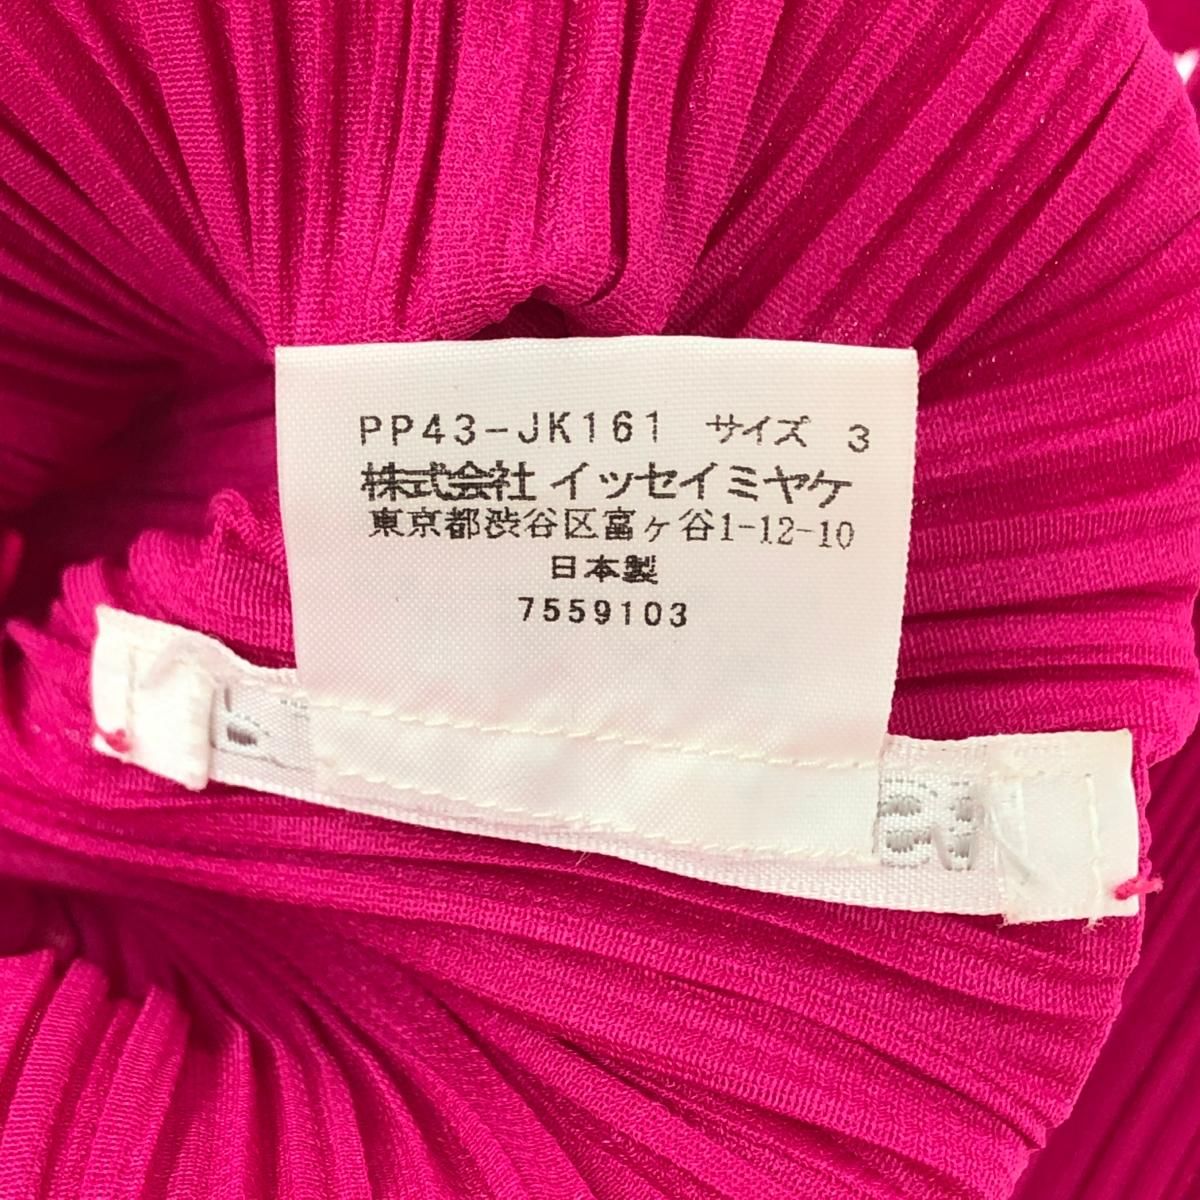 PP43-JK161 サイズ 3
株式会社 イッセイミヤケ
東京都渋谷区富ヶ谷1-12-10
日本製
7559103